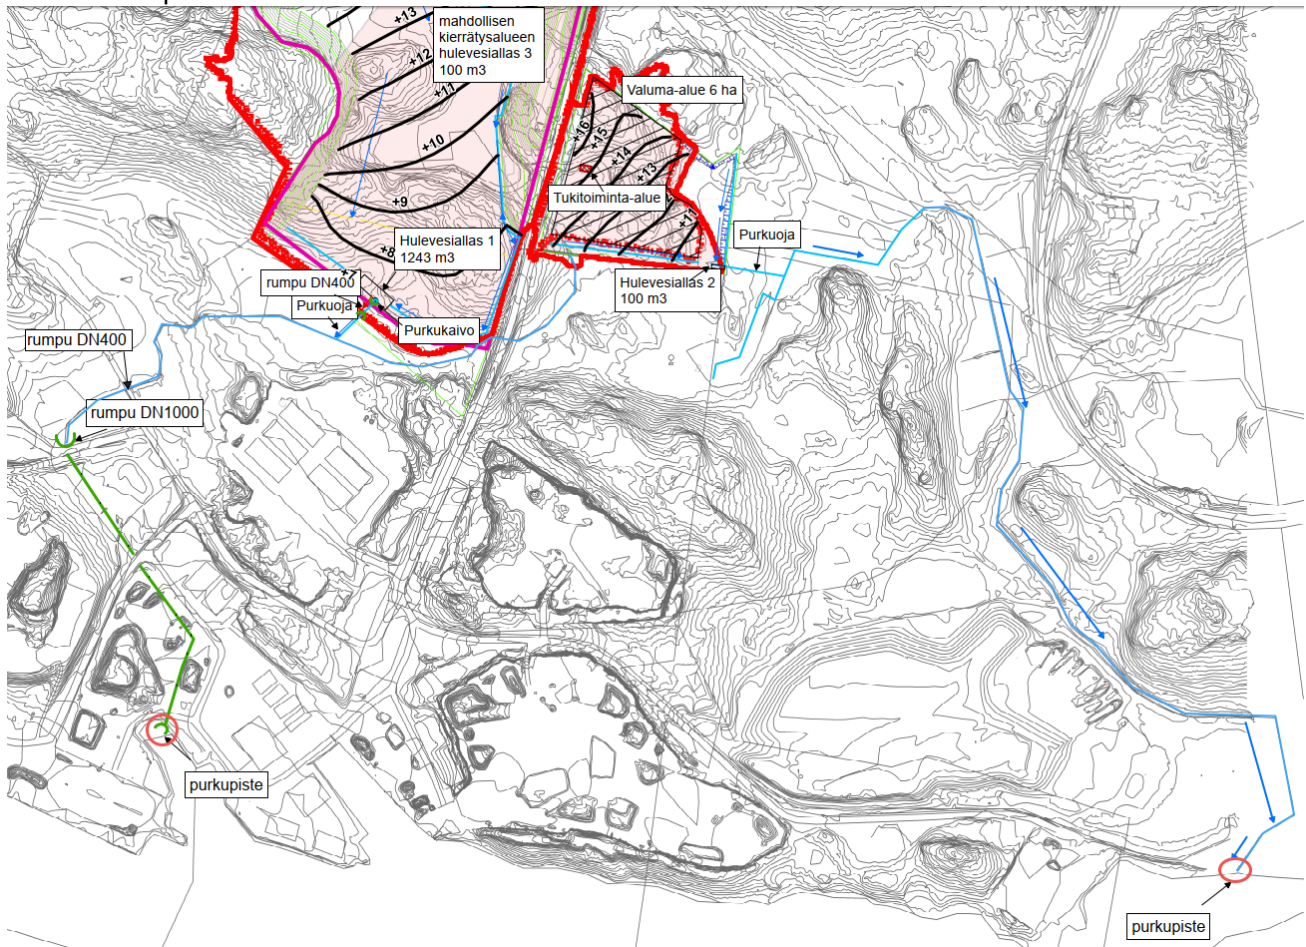 +13
mahdollisen
kierrätysalueen
hulevesiallas 3
100 m3
+12
+11
+10
+9
+8
+7
Valuma-alue 6 ha
+16
+15
+14
+13
+11
Tukitoiminta-alue
Hulevesiallas 1
1243 m3
Purkuoja
rumpu DN400
Hulevesiallas 2
100 m3
Purkuoja
Purkukaivo
rumpu DN400
rumpu DN1000
purkupiste
purkupiste